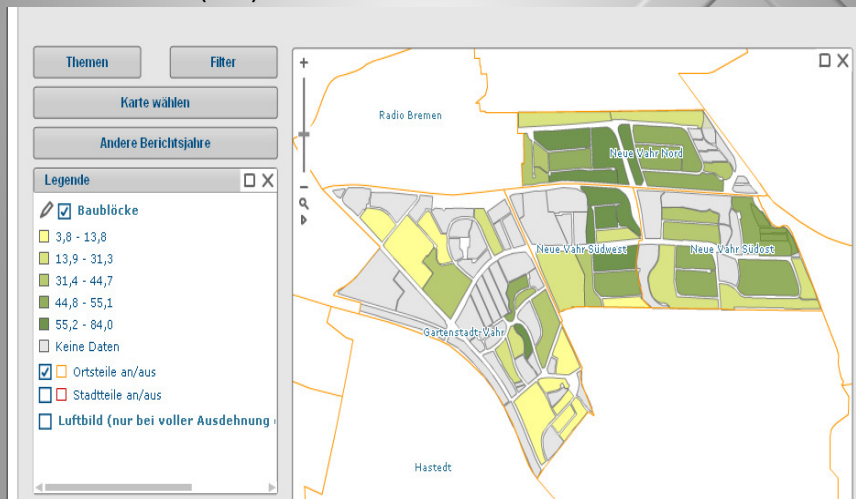 Themen
Filter
Karte wählen
Andere Berichtsjahre
Legende
Baublöcke
3,8 - 13,8
13,9 - 31,3
31,4 - 44,7
44,8 - 55,1
55,2 - 84,0
Keine Daten
Ortsteile an/aus
Stadtteile an/aus
Luftbild (nur bei voller Ausdehnung
Radio Bremen
Neue Vahr Nord
Neue Vahr Südwest
Neue Vahr Südost
Gartenstadt-Vahr
Hastedt